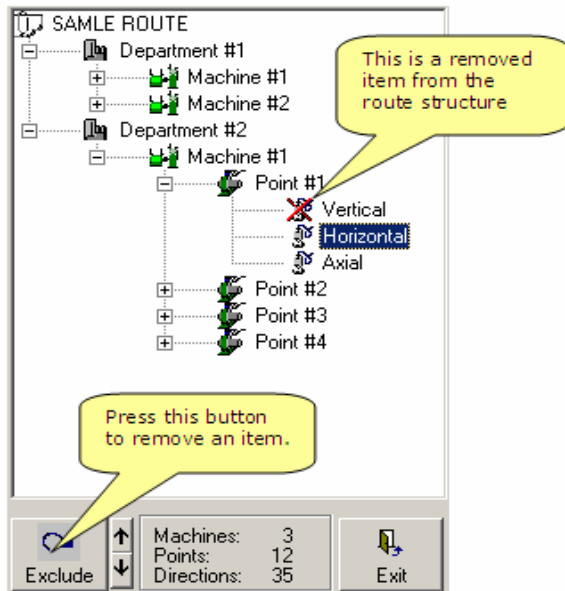 SAMLE ROUTE
Department #1
Machine #1
Machine #2
Department #2
Machine #1
Point #1
Vertical
Horizontal
Axial
Point #2
Point #3
Point #4
This is a removed
item from the
route structure
Press this button
to remove an item.
Exclude
Machines: 3
Points: 12
Directions: 35
Exit